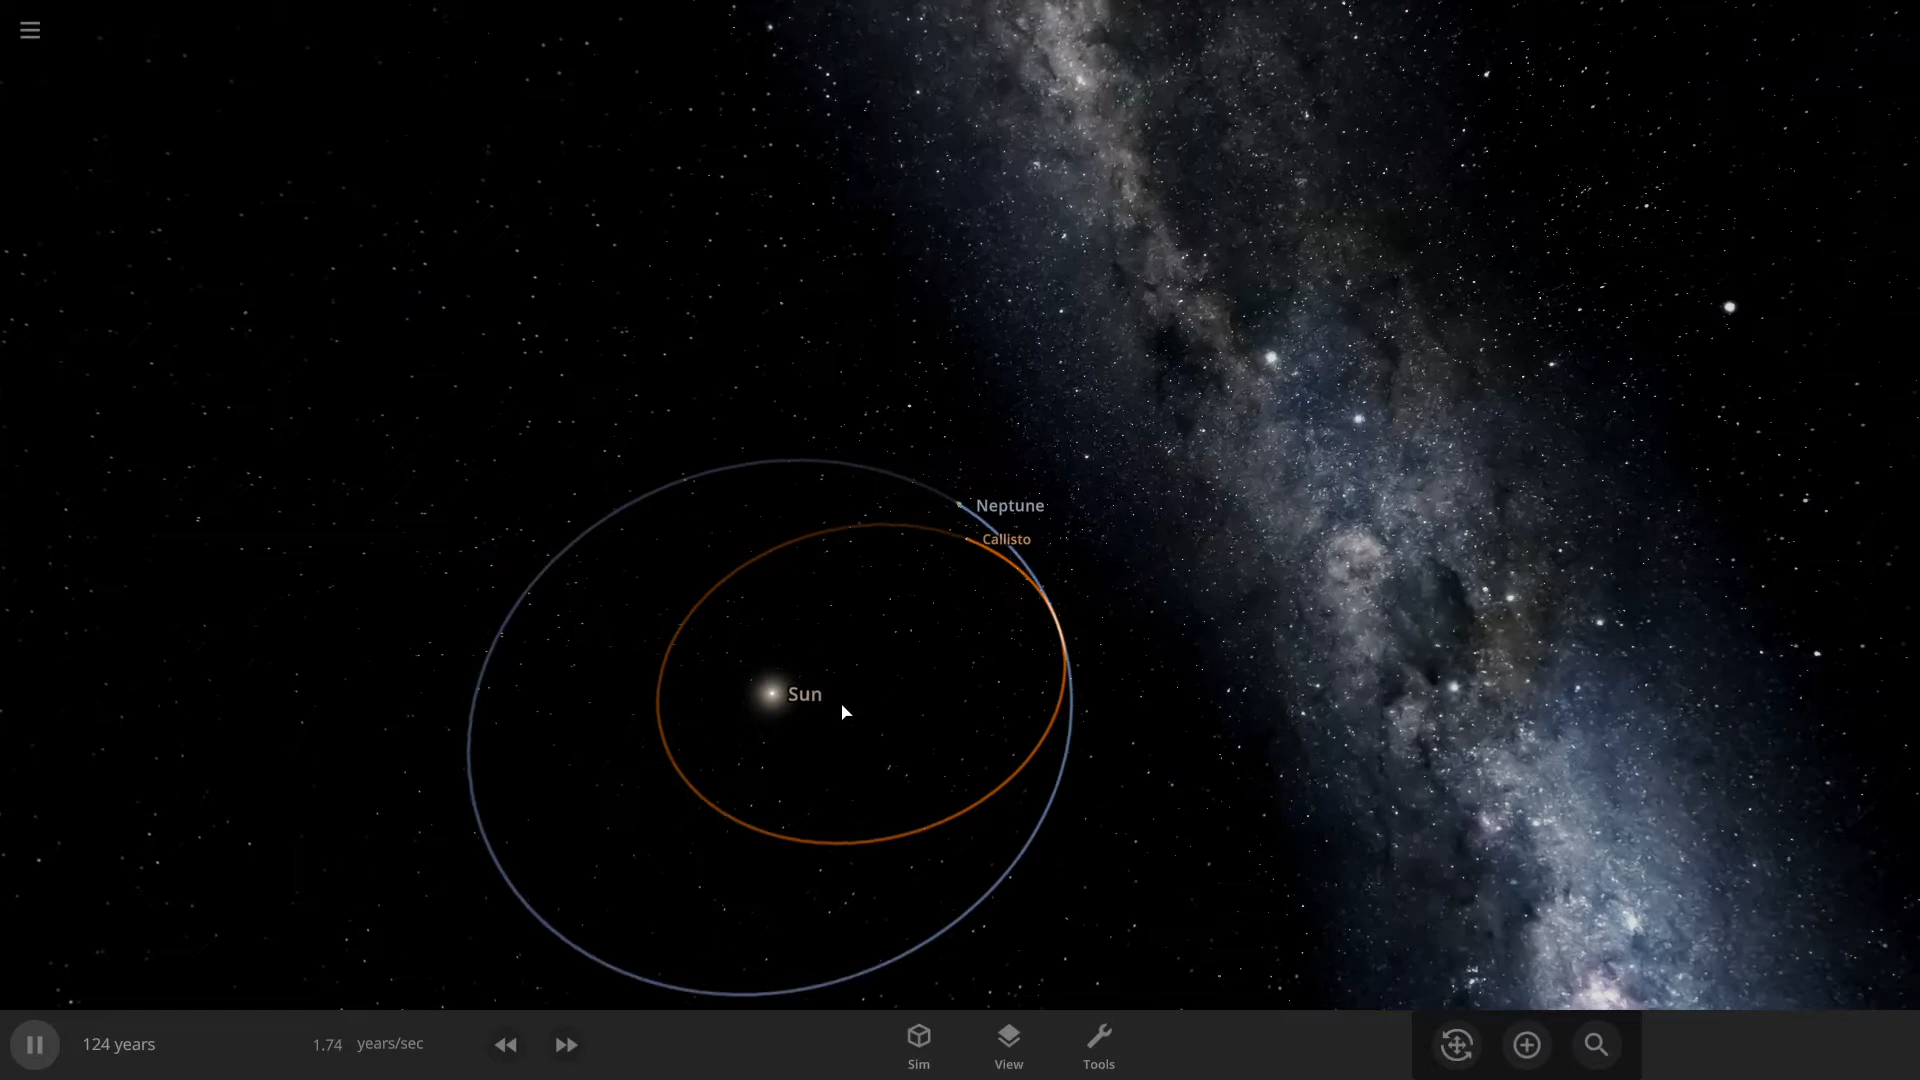 Neptune
Callisto
Sun
124 years
1.74 years/sec
Sim
View
Tools